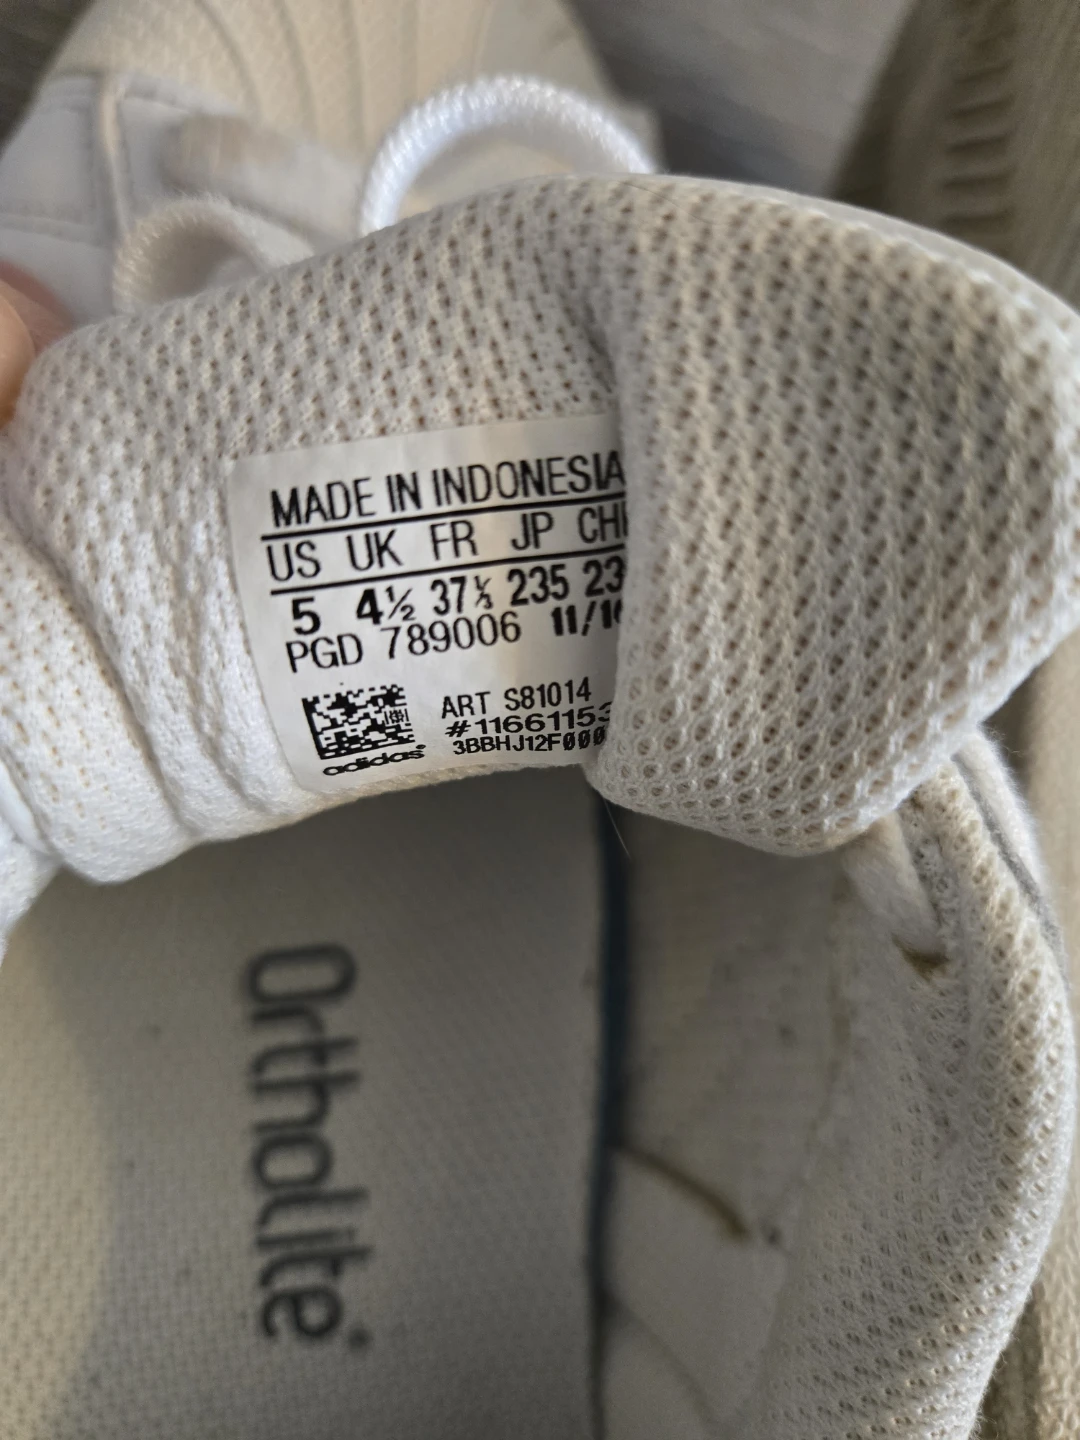 MADE IN INDONESIA
US UK FR JP CH
5 4½ 37⅓ 235 23
PGD 789006 11/1
ART S81014
#11661153
3BBHJ12F000
adidas
Ortholite